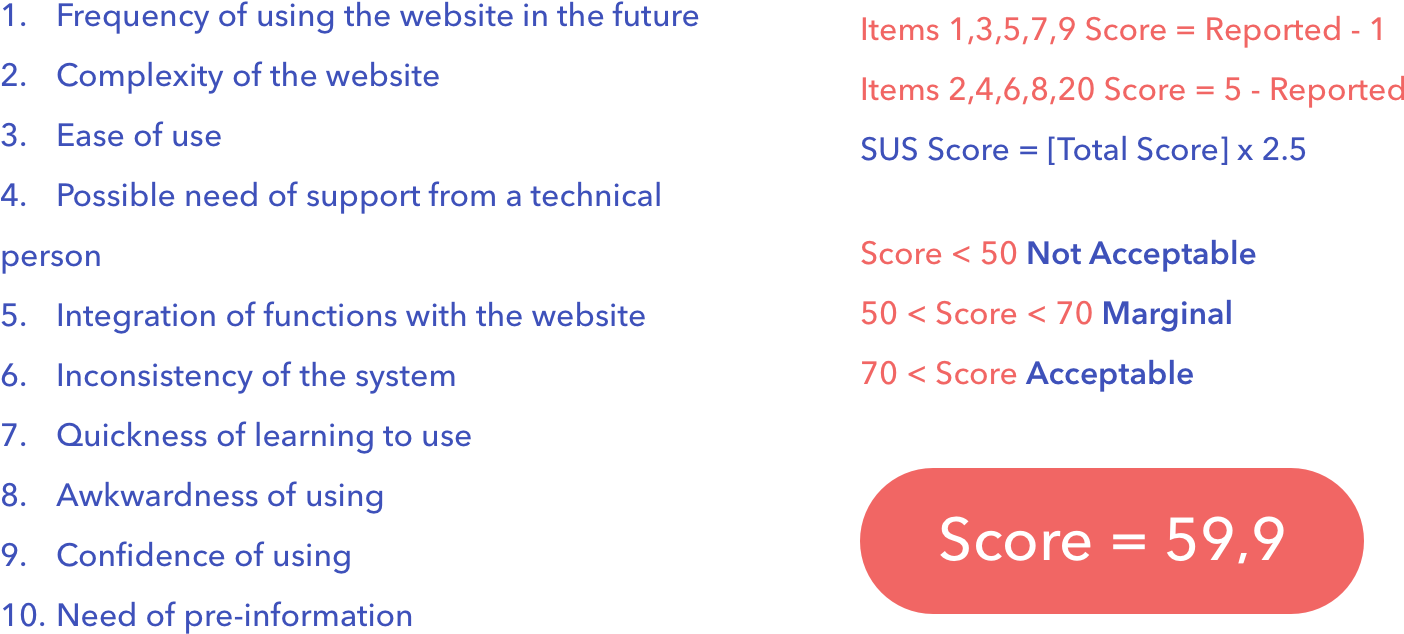 1. Frequency of using the website in the future
2. Complexity of the website
3. Ease of use
4. Possible need of support from a technical
person
5. Integration of functions with the website
6. Inconsistency of the system
7. Quickness of learning to use
8. Awkwardness of using
9. Confidence of using
10. Need of pre-information
Items 1,3,5,7,9 Score = Reported - 1
Items 2,4,6,8,20 Score = 5 - Reported
SUS Score = [Total Score] x 2.5
Score < 50 Not Acceptable
50 < Score < 70 Marginal
70 < Score Acceptable
Score = 59,9